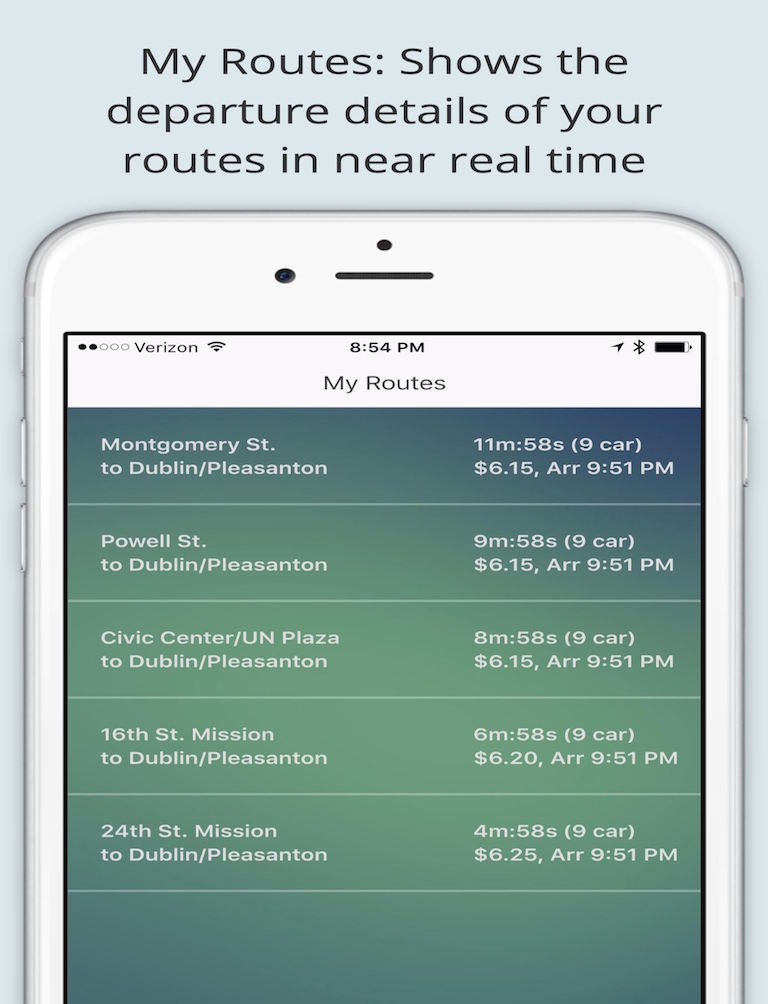 My Routes: Shows the
departure details of your
routes in near real time
Verizon 8:54 PM
My Routes
Montgomery St. 11m:58s (9 car)
to Dublin/Pleasanton $6.15, Arr 9:51 PM
Powell St. 9m:58s (9 car)
to Dublin/Pleasanton $6.15, Arr 9:51 PM
Civic Center/UN Plaza 8m:58s (9 car)
to Dublin/Pleasanton $6.15, Arr 9:51 PM
16th St. Mission 6m:58s (9 car)
to Dublin/Pleasanton $6.20, Arr 9:51 PM
24th St. Mission 4m:58s (9 car)
to Dublin/Pleasanton $6.25, Arr 9:51 PM